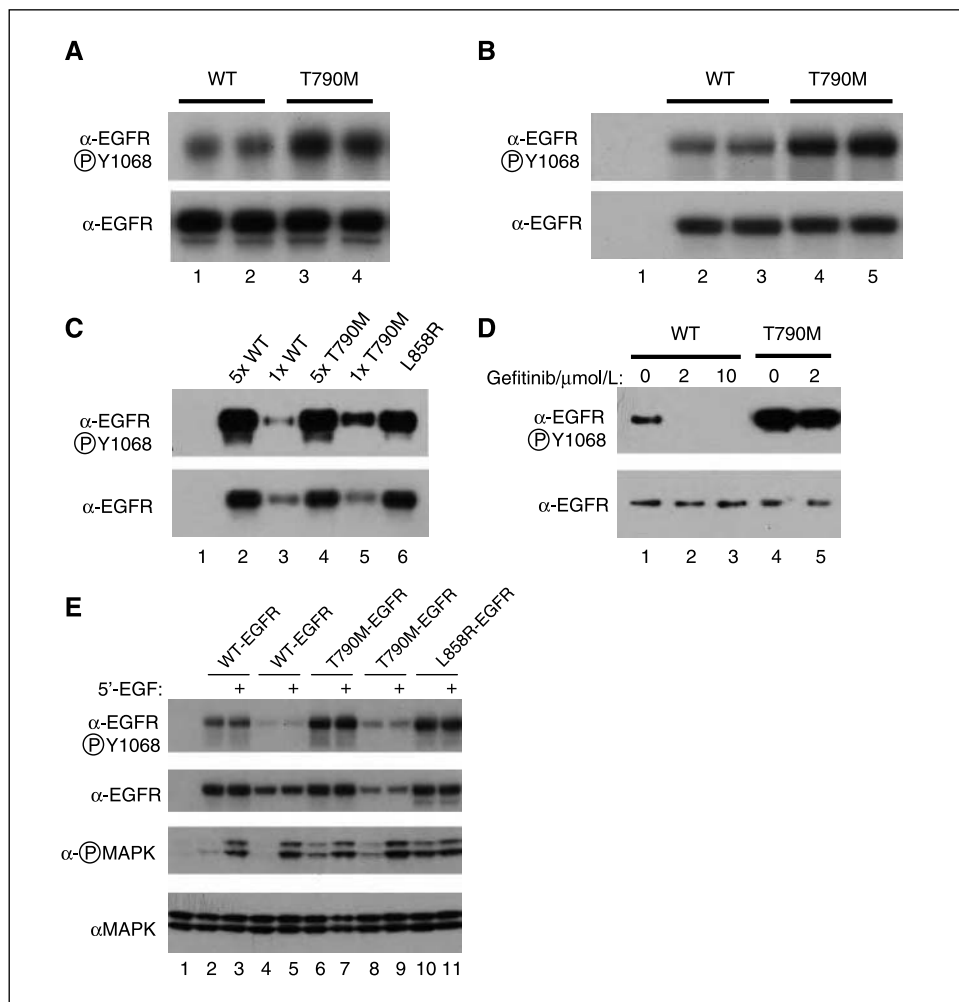 A
WT T790M
α-EGFR
Ⓟ Y1068
α-EGFR
1 2 3 4
B
WT T790M
α-EGFR
Ⓟ Y1068
α-EGFR
1 2 3 4 5
C
5x WT 1x WT 5x T790M 1x T790M L858R
α-EGFR
Ⓟ Y1068
α-EGFR
1 2 3 4 5 6
D
WT T790M
Gefitinib/μmol/L: 0 2 10 0 2
α-EGFR
Ⓟ Y1068
α-EGFR
1 2 3 4 5
E
WT-EGFR WT-EGFR T790M-EGFR T790M-EGFR L858R-EGFR
5'-EGF: + + + + +
α-EGFR
Ⓟ Y1068
α-EGFR
α-Ⓟ MAPK
αMAPK
1 2 3 4 5 6 7 8 9 10 11